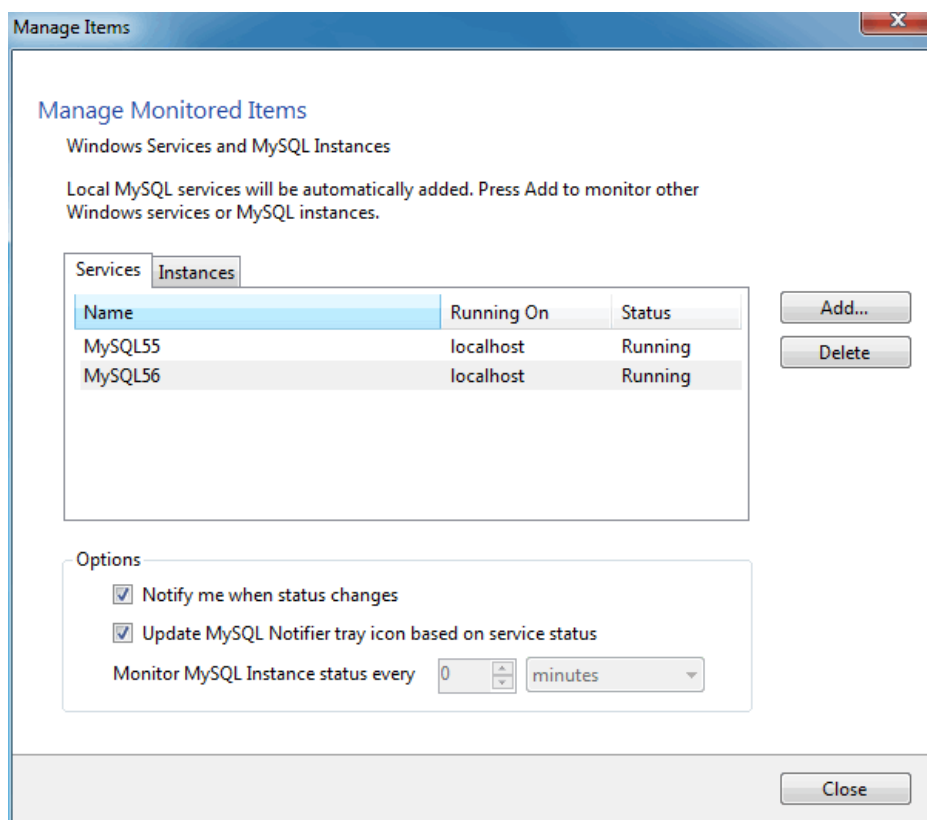 Manage Items
X
Manage Monitored Items
Windows Services and MySQL Instances
Local MySQL services will be automatically added. Press Add to monitor other
Windows services or MySQL instances.
Services Instances
Name Running On Status
MySQL55 localhost Running
MySQL56 localhost Running
Add...
Delete
Options
Notify me when status changes
Update MySQL Notifier tray icon based on service status
Monitor MySQL Instance status every 0 minutes
Close